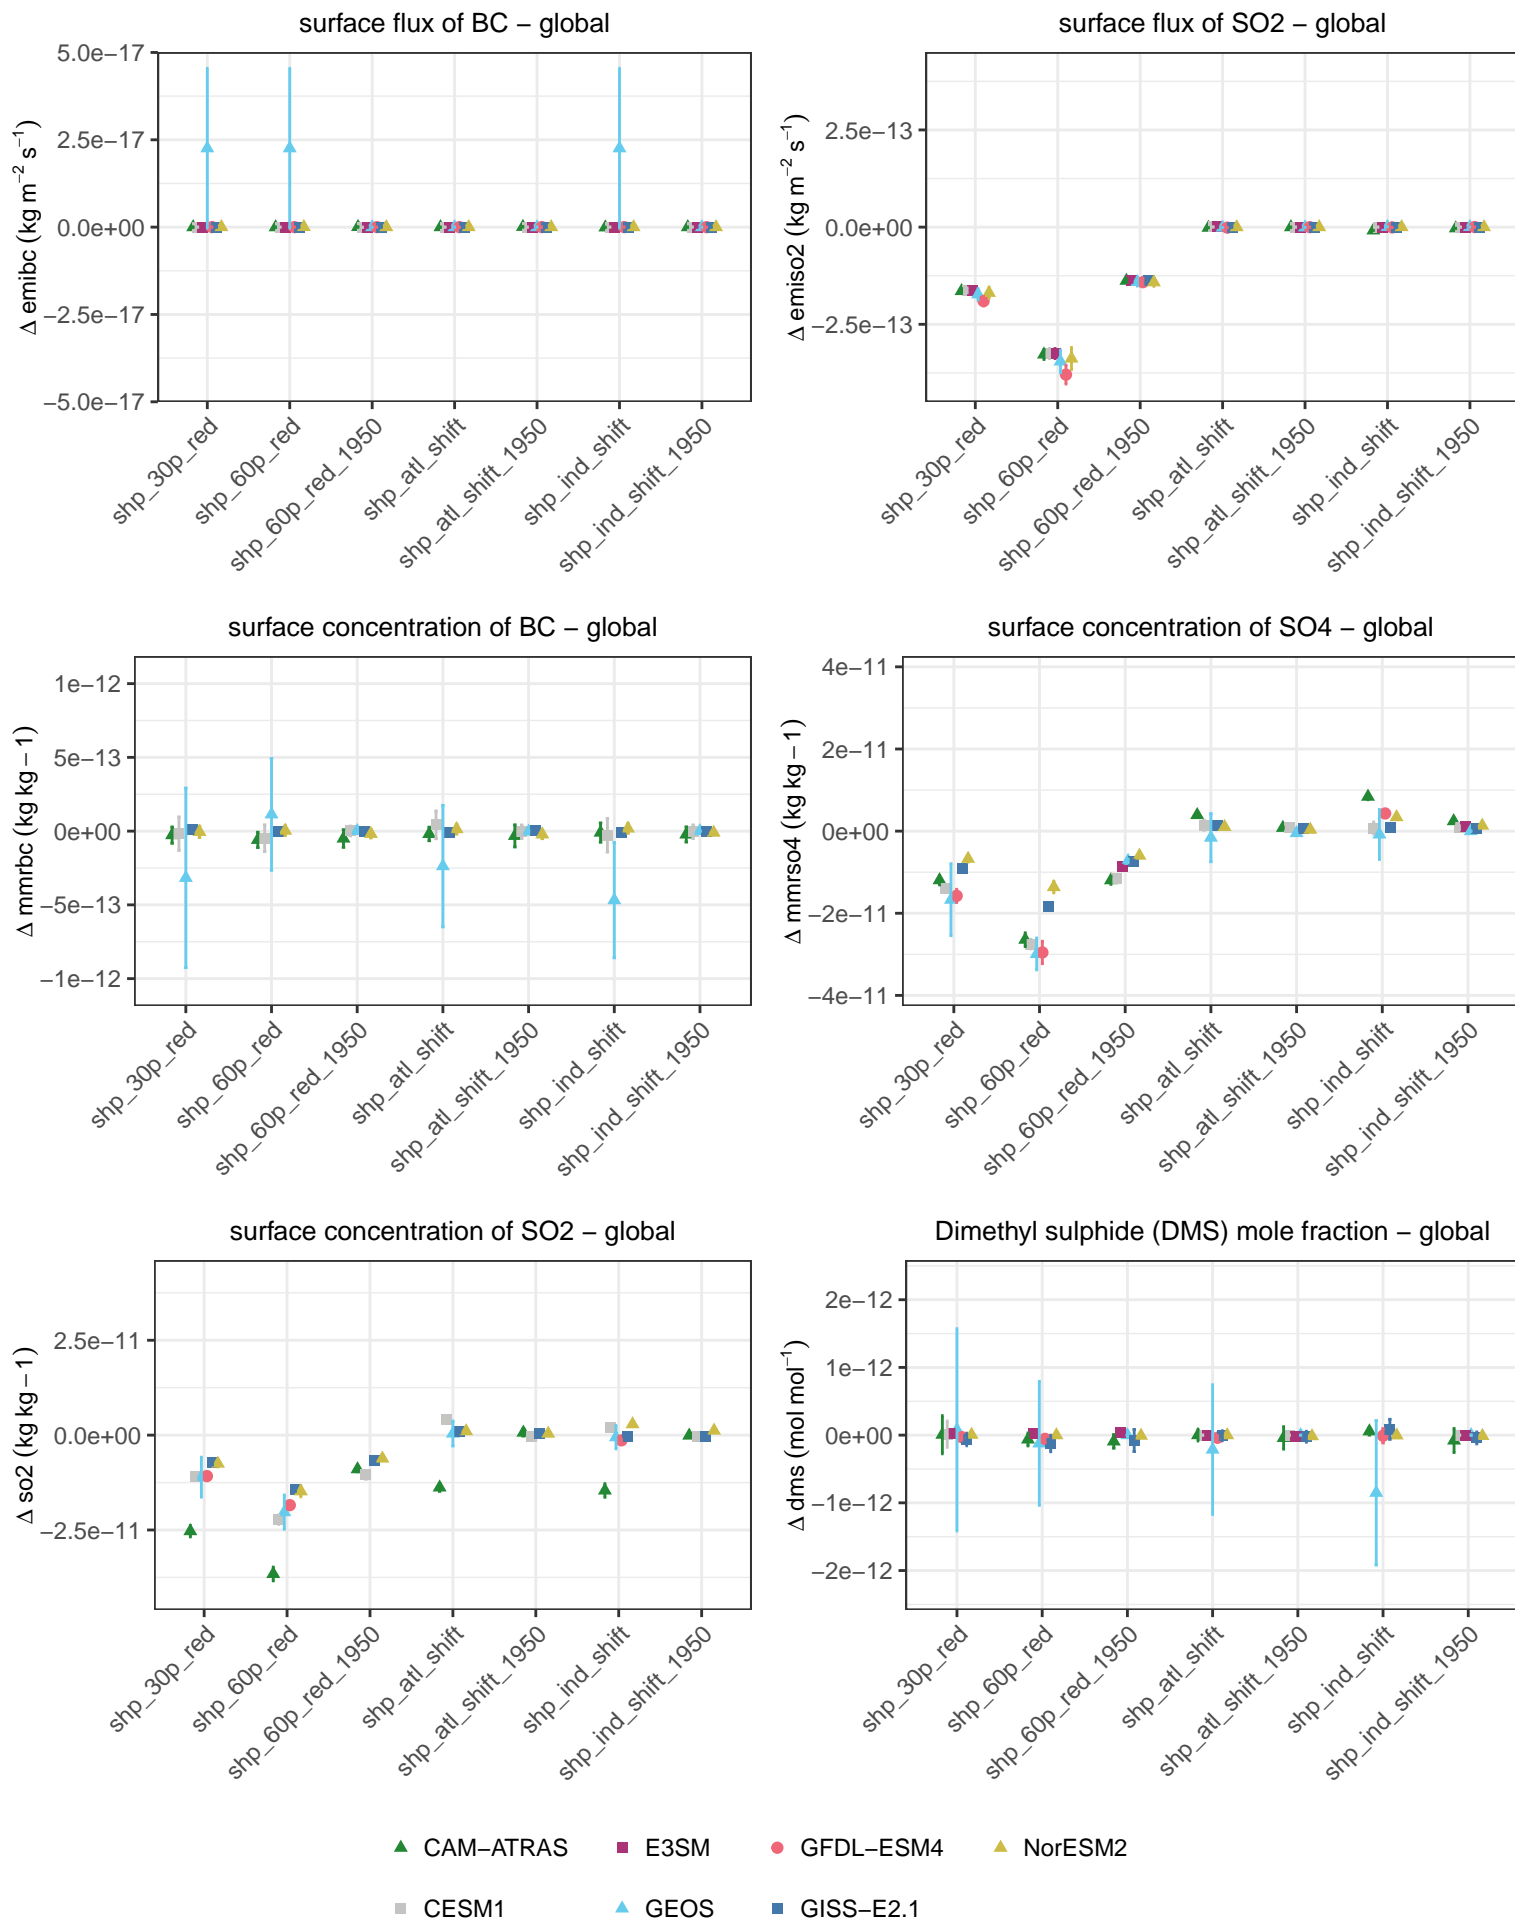 surface flux of BC − global
5.0e−17
2.5e−17
0.0e+00
−2.5e−17
−5.0e−17
Δ emibc (kg m⁻² s⁻¹)
shp_30p_red
shp_60p_red
shp_60p_red_1950
shp_atl_shift
shp_atl_shift_1950
shp_ind_shift
shp_ind_shift_1950
surface flux of SO2 − global
2.5e−13
0.0e+00
−2.5e−13
Δ emiso2 (kg m⁻² s⁻¹)
shp_30p_red
shp_60p_red
shp_60p_red_1950
shp_atl_shift
shp_atl_shift_1950
shp_ind_shift
shp_ind_shift_1950
surface concentration of BC − global
1e−12
5e−13
0e+00
−5e−13
−1e−12
Δ mmrbc (kg kg − 1)
shp_30p_red
shp_60p_red
shp_60p_red_1950
shp_atl_shift
shp_atl_shift_1950
shp_ind_shift
shp_ind_shift_1950
surface concentration of SO4 − global
4e−11
2e−11
0e+00
−2e−11
−4e−11
Δ mmrso4 (kg kg − 1)
shp_30p_red
shp_60p_red
shp_60p_red_1950
shp_atl_shift
shp_atl_shift_1950
shp_ind_shift
shp_ind_shift_1950
surface concentration of SO2 − global
2.5e−11
0.0e+00
−2.5e−11
Δ so2 (kg kg − 1)
shp_30p_red
shp_60p_red
shp_60p_red_1950
shp_atl_shift
shp_atl_shift_1950
shp_ind_shift
shp_ind_shift_1950
Dimethyl sulphide (DMS) mole fraction − global
2e−12
1e−12
0e+00
−1e−12
−2e−12
Δ dms (mol mol⁻¹)
shp_30p_red
shp_60p_red
shp_60p_red_1950
shp_atl_shift
shp_atl_shift_1950
shp_ind_shift
shp_ind_shift_1950
CAM−ATRAS E3SM GFDL−ESM4 NorESM2
CESM1 GEOS GISS−E2.1